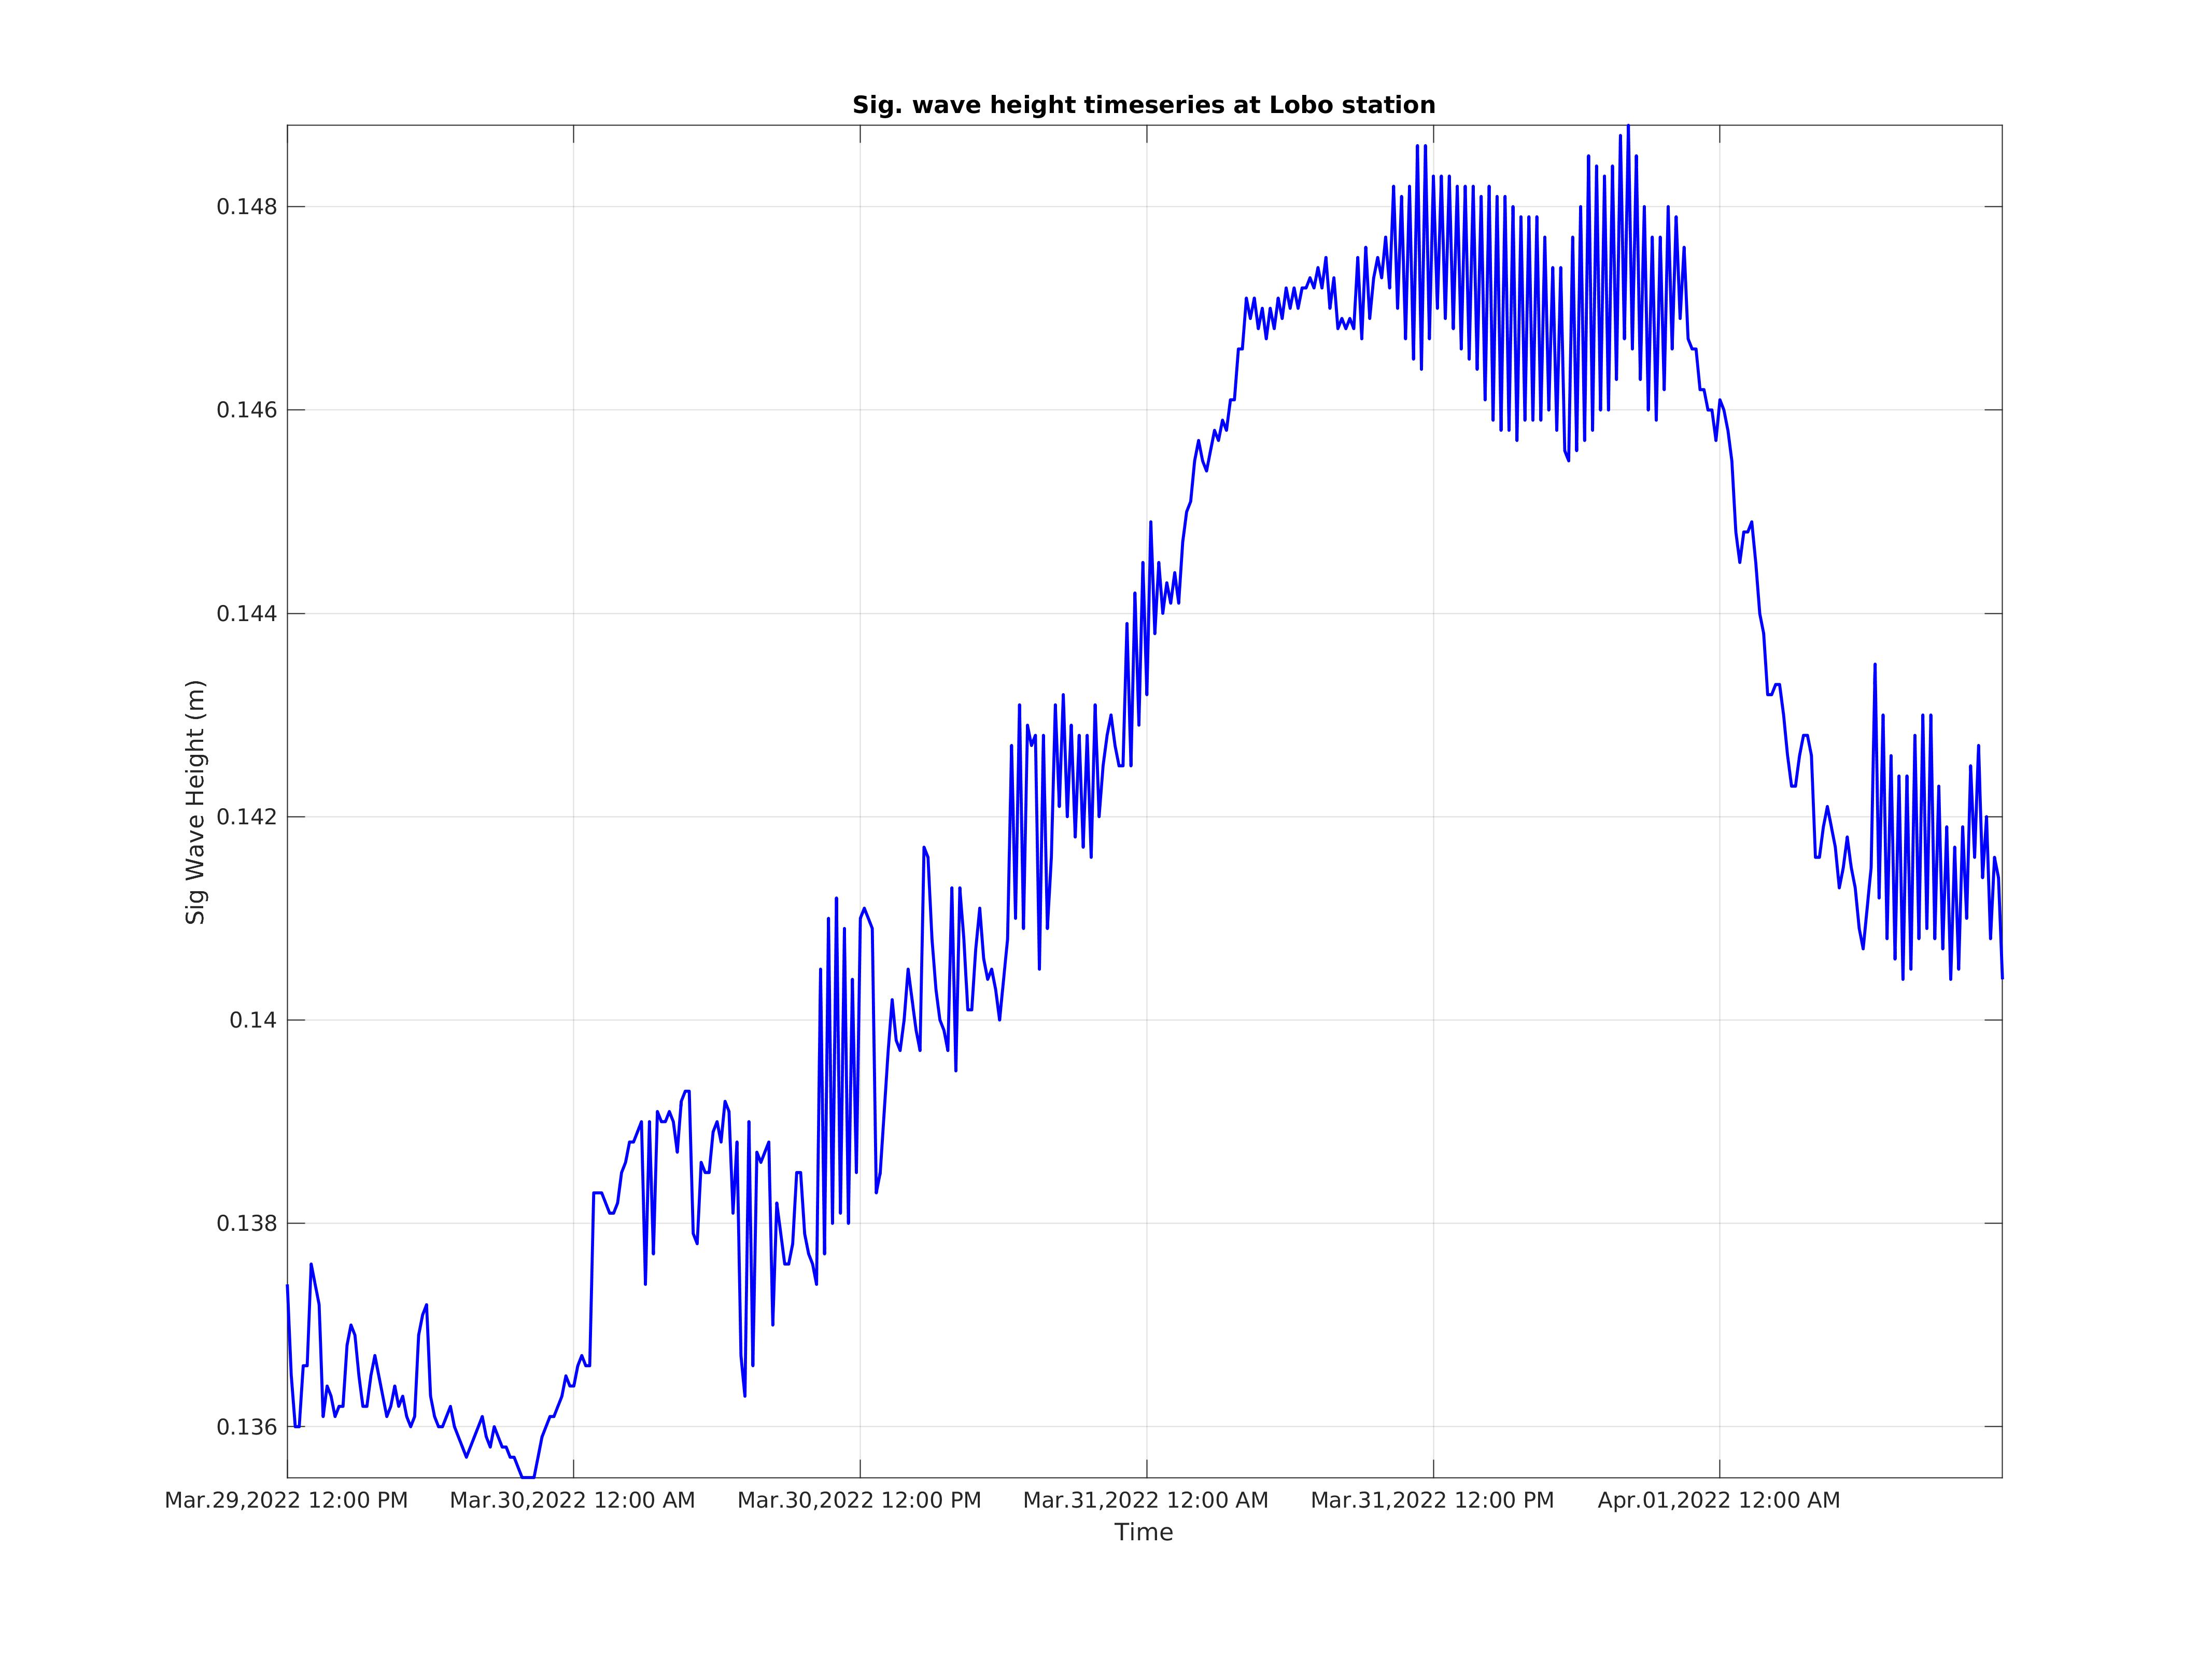 Sig. wave height timeseries at Lobo station
Sig Wave Height (m)
0.148
0.146
0.144
0.142
0.14
0.138
0.136
Mar.29,2022 12:00 PM Mar.30,2022 12:00 AM Mar.30,2022 12:00 PM Mar.31,2022 12:00 AM Mar.31,2022 12:00 PM Apr.01,2022 12:00 AM
Time